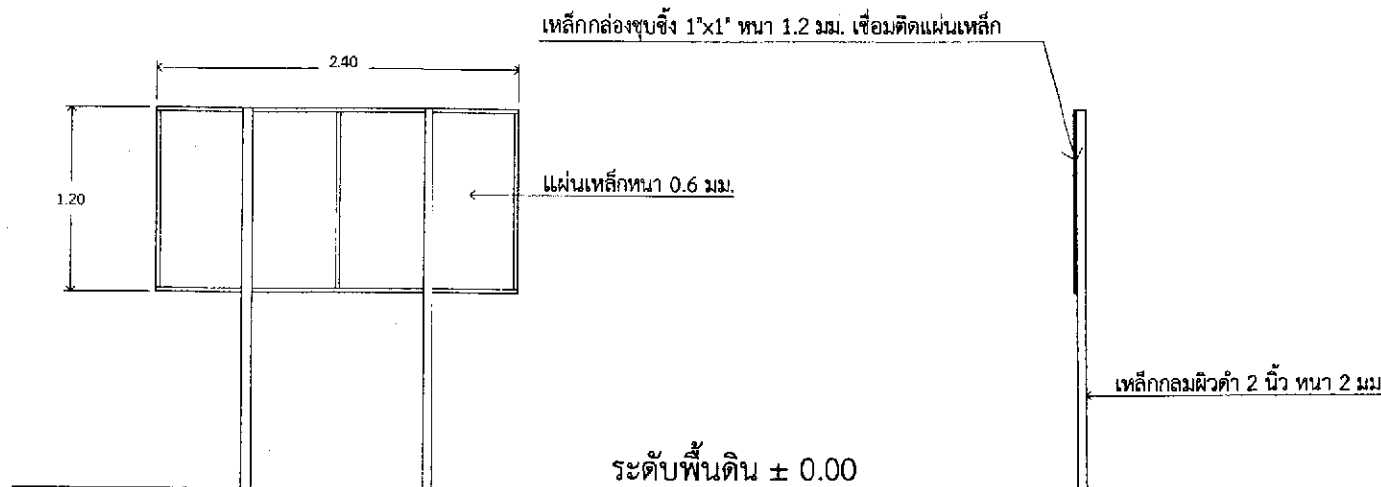 เหล็กกล่องชุบซิ้ง 1"x1" หนา 1.2 มม. เชื่อมติดแผ่นเหล็ก
2.40
1.20
แผ่นเหล็กหนา 0.6 มม.
เหล็กกลมผิวดำ 2 นิ้ว หนา 2 มม
ระดับพื้นดิน ± 0.00